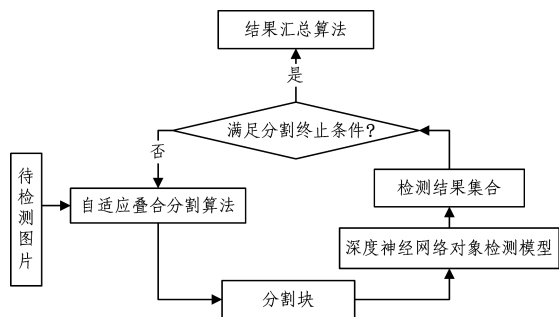 结果汇总算法
是
满足分割终止条件?
否
待检测图片
自适应叠合分割算法
检测结果集合
深度神经网络对象检测模型
分割块